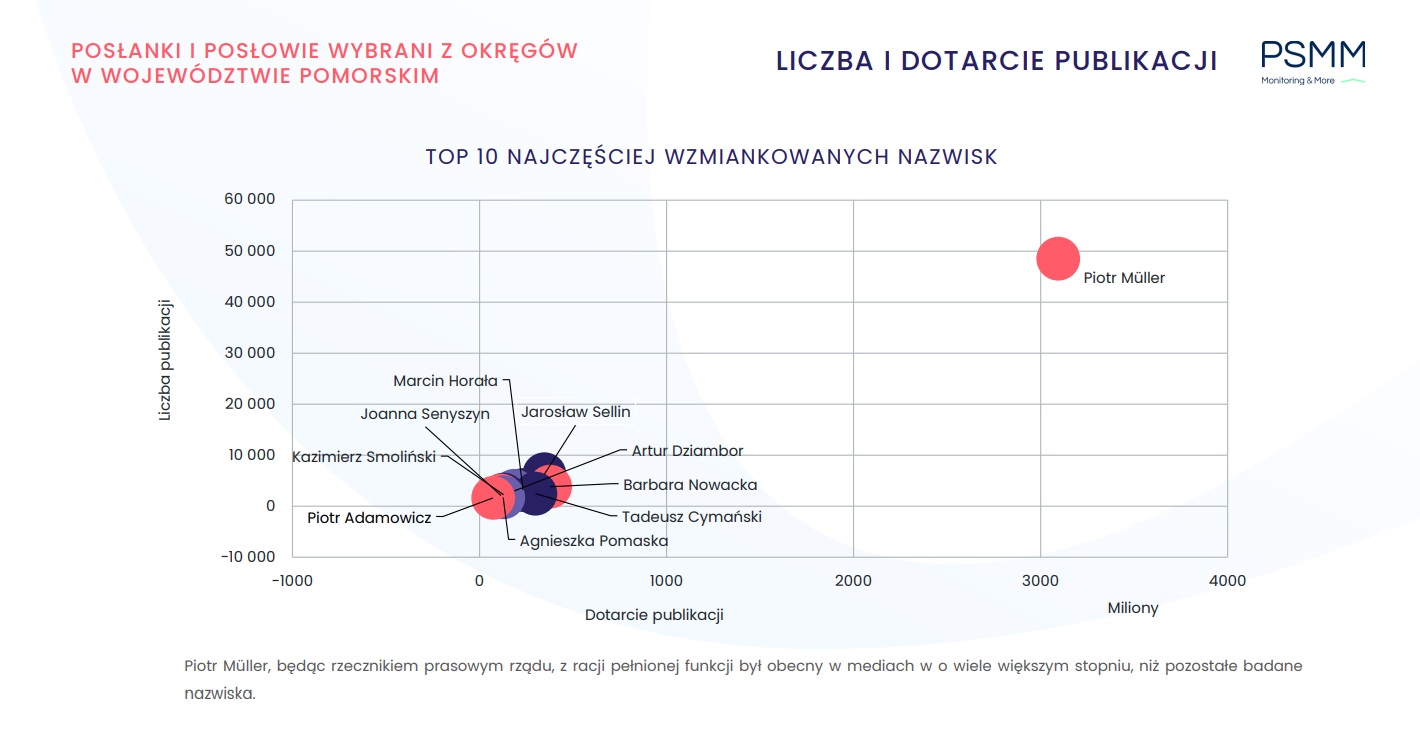 POSŁANKI I POSŁOWIE WYBRANI Z OKRĘGÓW
W WOJEWÓDZTWIE POMORSKIM
LICZBA I DOTARCIE PUBLIKACJI
PSMM
Monitoring & More
TOP 10 NAJCZĘŚCIEJ WZMIANKOWANYCH NAZWISK
60 000
50 000
40 000
30 000
20 000
10 000
0
-10 000
Liczba publikacji
Piotr Müller
Marcin Horała
Joanna Senyszyn
Jarosław Sellin
Kazimierz Smoliński
Artur Dziambor
Barbara Nowacka
Piotr Adamowicz
Tadeusz Cymański
Agnieszka Pomaska
-1000
0
1000
2000
3000
4000
Dotarcie publikacji
Miliony
Piotr Müller, będąc rzecznikiem prasowym rządu, z racji pełnionej funkcji był obecny w mediach w o wiele większym stopniu, niż pozostałe badane
nazwiska.